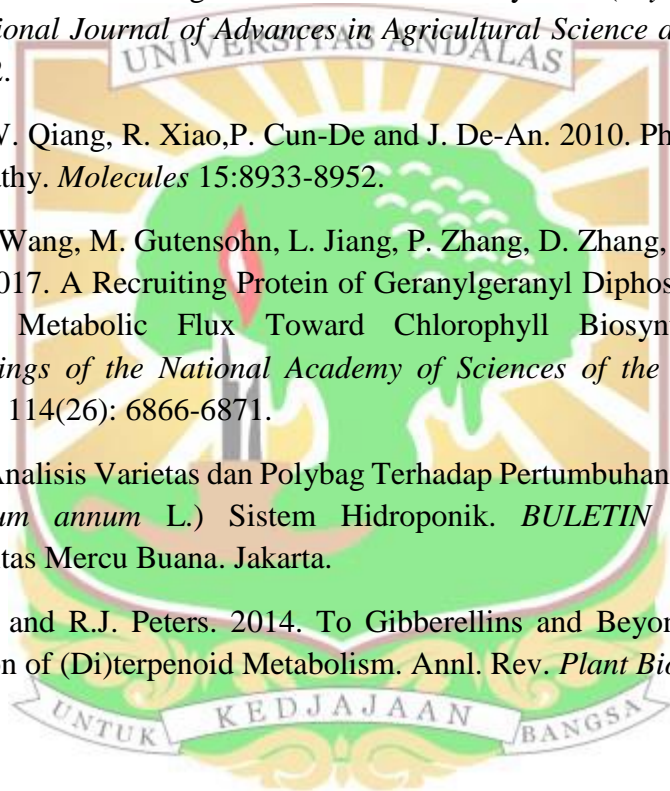 ional Journal of Advances in Agricultural Science a
UNIVERSITAS ANDALAS
2.
V. Qiang, R. Xiao,P. Cun-De and J. De-An. 2010. Ph
athy. Molecules 15:8933-8952.
Wang, M. Gutensohn, L. Jiang, P. Zhang, D. Zhang,
017. A Recruiting Protein of Geranylgeranyl Diphos
Metabolic Flux Toward Chlorophyll Biosyn
ings of the National Academy of Sciences of the
114(26): 6866-6871.
Analisis Varietas dan Polybag Terhadap Pertumbuhan
um annum L.) Sistem Hidroponik. BULETIN
tas Mercu Buana. Jakarta.
and R.J. Peters. 2014. To Gibberellins and Beyon
on of (Di)terpenoid Metabolism. Annl. Rev. Plant Bio
UNTUK KEDJAJAAN BANGSA